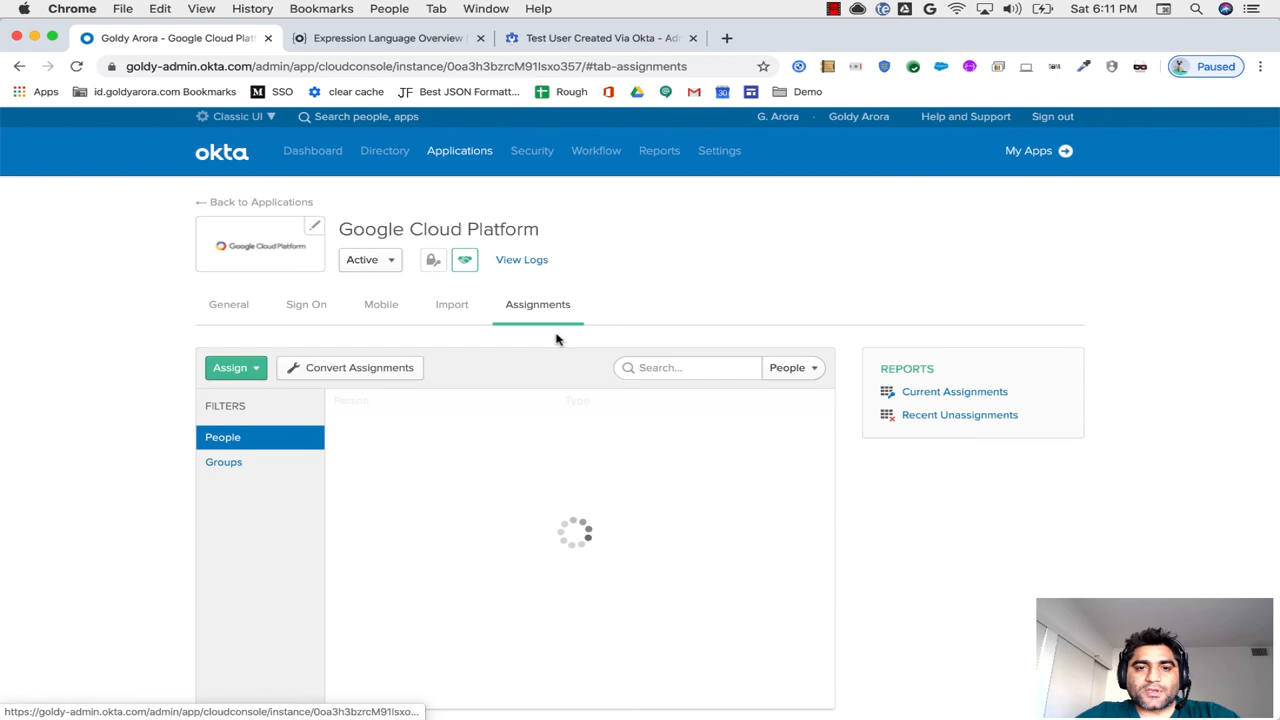 Chrome File Edit View History Bookmarks People Tab Window Help Sat 6:11 PM
Goldy Arora - Google Cloud Platf Expression Language Overview Test User Created Via Okta - Ad
goldy-admin.okta.com/admin/app/cloudconsole/instance/0oa3h3bzrcM91lsxo357/#tab-assignments Paused
Apps id.goldyarora.com Bookmarks SSO clear cache Best JSON Formatt... Rough Demo
Classic UI Search people, apps G. Arora · Goldy Arora Help and Support Sign out
okta Dashboard Directory Applications Security Workflow Reports Settings My Apps
← Back to Applications
Google Cloud Platform
Google Cloud Platform
Active View Logs
General Sign On Mobile Import Assignments
Assign Convert Assignments Search... People
REPORTS
Current Assignments
Recent Unassignments
FILTERS
Person Type
People
Groups
https://goldy-admin.okta.com/admin/app/cloudconsole/instance/0oa3h3bzrcM91lsxo...